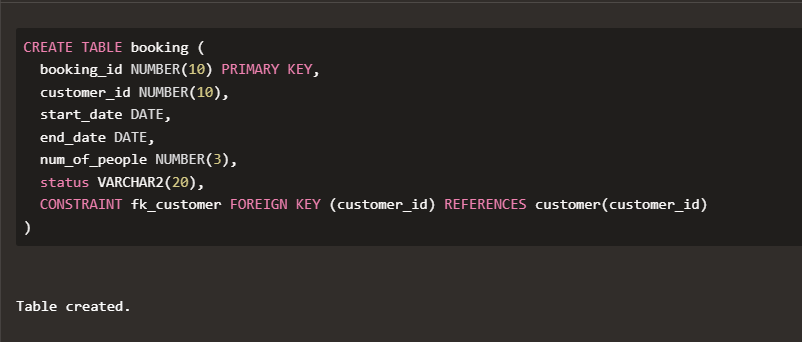 CREATE TABLE booking (
  booking_id NUMBER(10) PRIMARY KEY,
  customer_id NUMBER(10),
  start_date DATE,
  end_date DATE,
  num_of_people NUMBER(3),
  status VARCHAR2(20),
  CONSTRAINT fk_customer FOREIGN KEY (customer_id) REFERENCES customer(customer_id)
)
Table created.